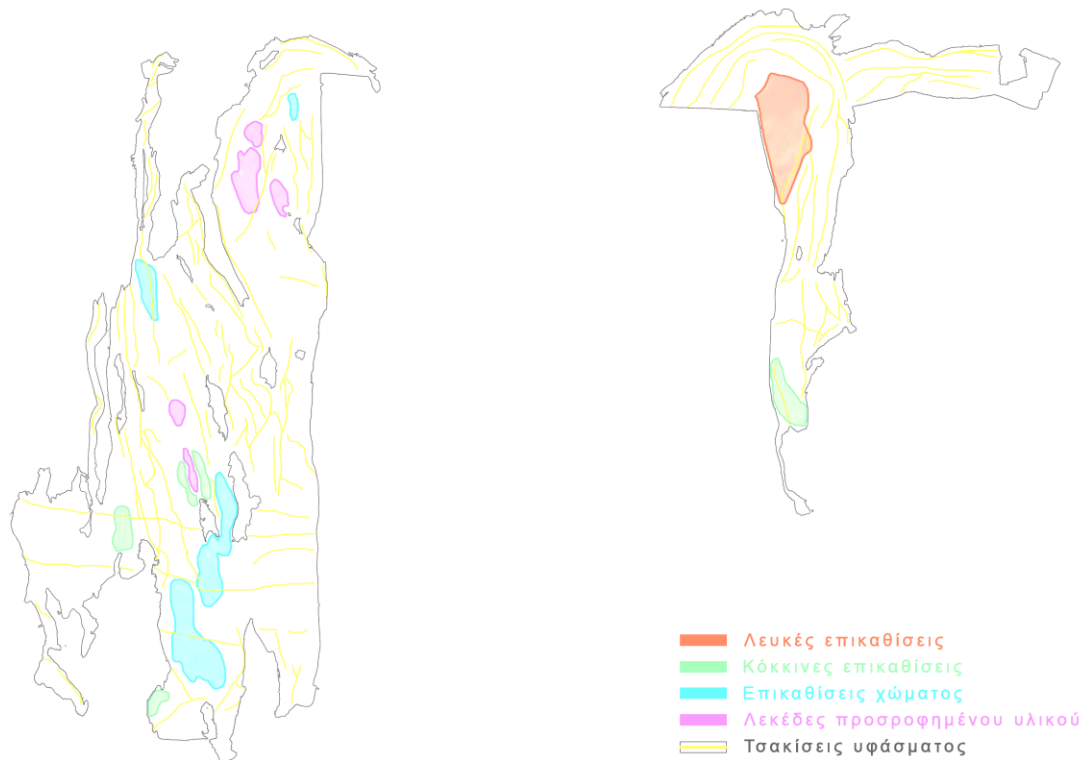 Λευκές επικαθίσεις
Κόκκινες επικαθίσεις
Επικαθίσεις χώματος
Λεκέδες προσροφημένου υλικού
Τσακίσεις υφάσματος